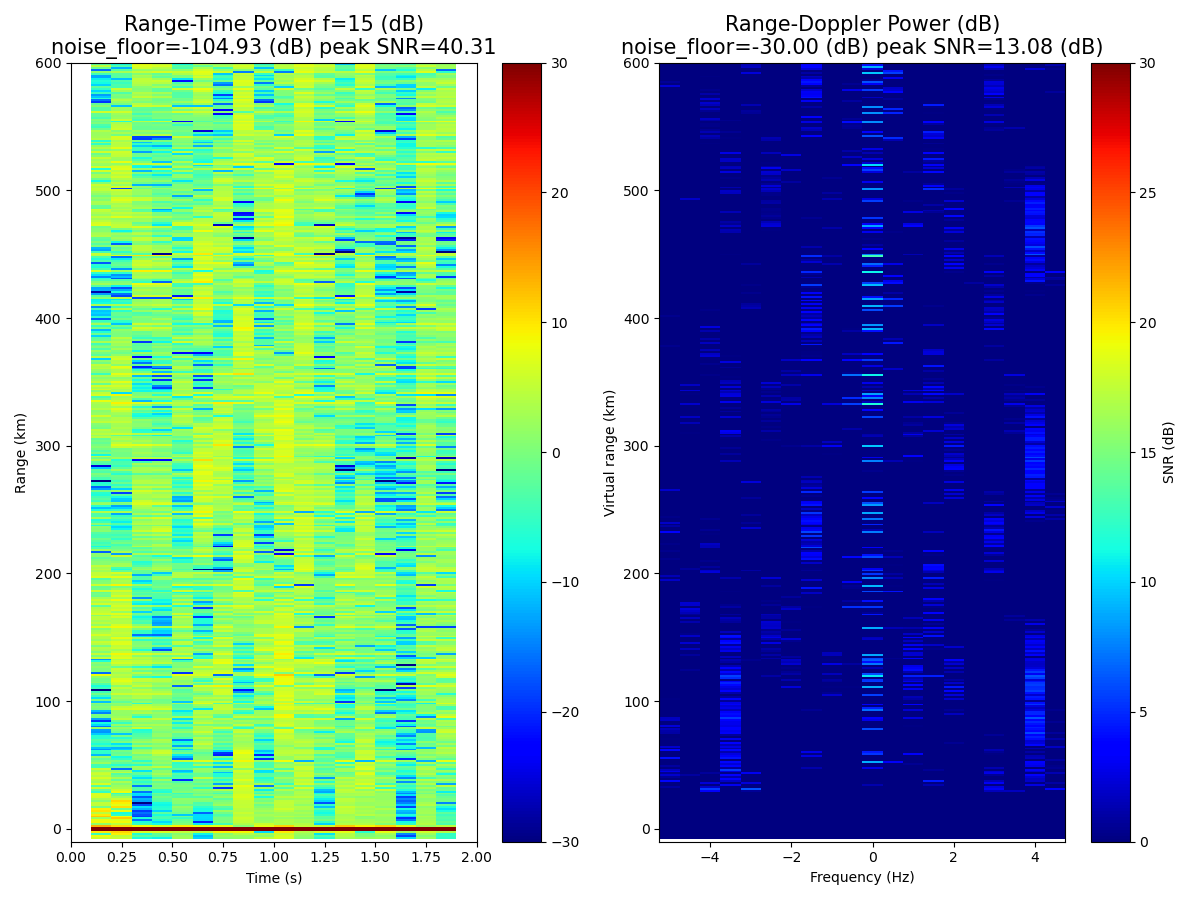 Range-Time Power f=15 (dB)
noise_floor=-104.93 (dB) peak SNR=40.31
Range (km)
600
500
400
300
200
100
0
0.00 0.25 0.50 0.75 1.00 1.25 1.50 1.75 2.00
Time (s)
30
20
10
0
−10
−20
−30
Range-Doppler Power (dB)
noise_floor=-30.00 (dB) peak SNR=13.08 (dB)
Virtual range (km)
600
500
400
300
200
100
0
−4 −2 0 2 4
Frequency (Hz)
30
25
20
15
10
5
0
SNR (dB)